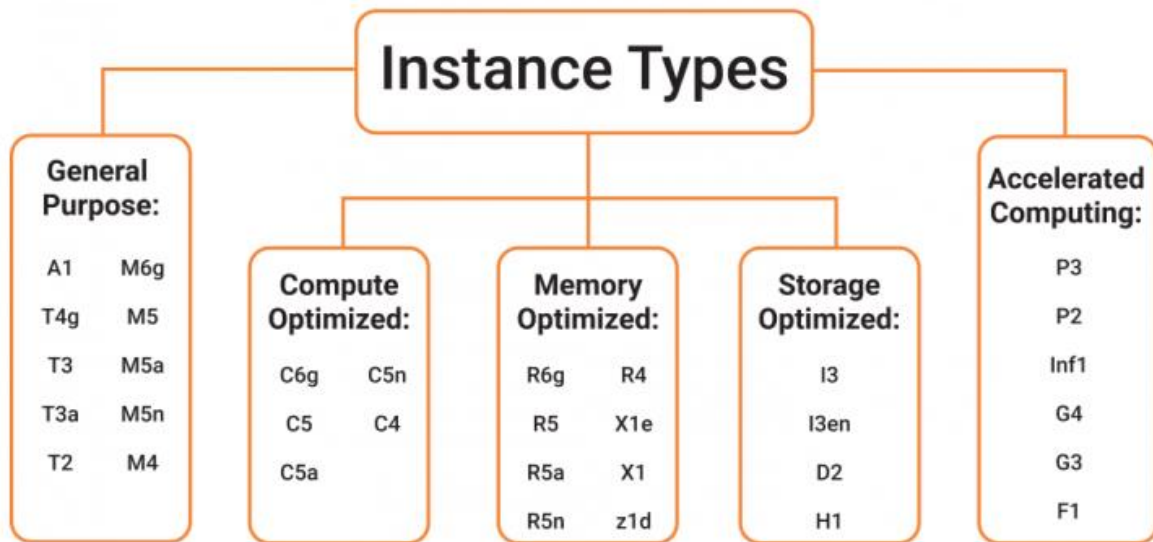 Instance Types
General
Purpose:
A1 M6g
T4g M5
T3 M5a
T3a M5n
T2 M4
Compute
Optimized:
C6g C5n
C5 C4
C5a
Memory
Optimized:
R6g R4
R5 X1e
R5a X1
R5n z1d
Storage
Optimized:
I3
I3en
D2
H1
Accelerated
Computing:
P3
P2
Inf1
G4
G3
F1